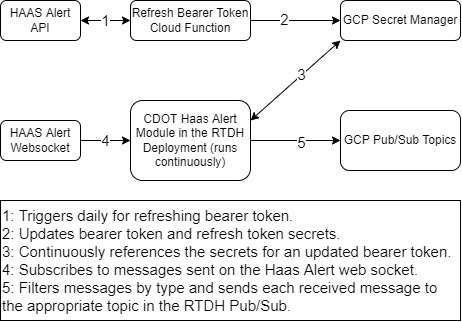 HAAS Alert
API
1
Refresh Bearer Token
Cloud Function
2
GCP Secret Manager
3
HAAS Alert
Websocket
4
CDOT Haas Alert
Module in the RTDH
Deployment (runs
continuously)
5
GCP Pub/Sub Topics
1: Triggers daily for refreshing bearer token.
2: Updates bearer token and refresh token secrets.
3: Continuously references the secrets for an updated bearer token.
4: Subscribes to messages sent on the Haas Alert web socket.
5: Filters messages by type and sends each received message to
the appropriate topic in the RTDH Pub/Sub.